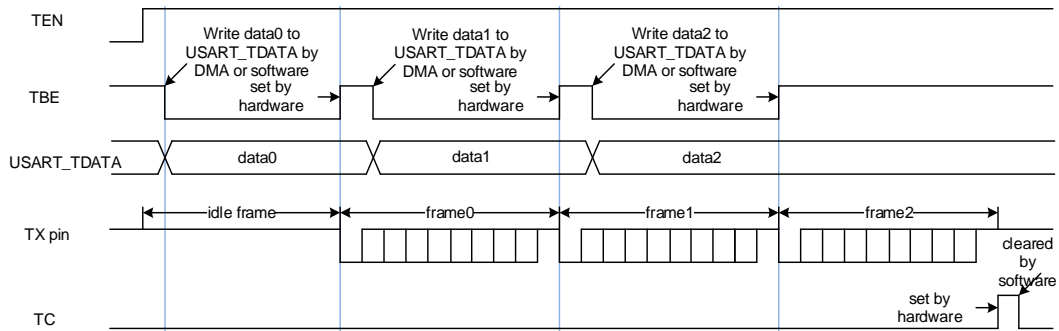 TEN
Write data0 to
USART_TDATA by
DMA or software
Write data1 to
USART_TDATA by
DMA or software
Write data2 to
USART_TDATA by
DMA or software
TBE
set by
hardware
set by
hardware
set by
hardware
USART_TDATA
data0
data1
data2
idle frame
frame0
frame1
frame2
TX pin
cleared
by
software
set by
hardware
TC